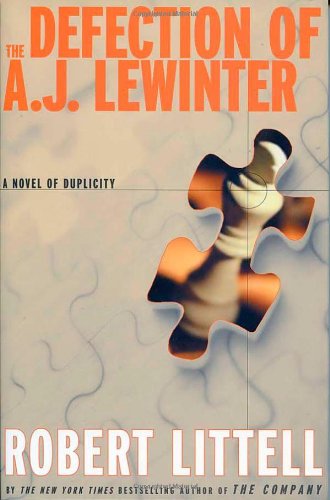 THE DEFECTION OF
A.J. LEWINTER
A NOVEL OF DUPLICITY
ROBERT LITTELL
BY THE NEW YORK TIMES BESTSELLING AUTHOR OF THE COMPANY